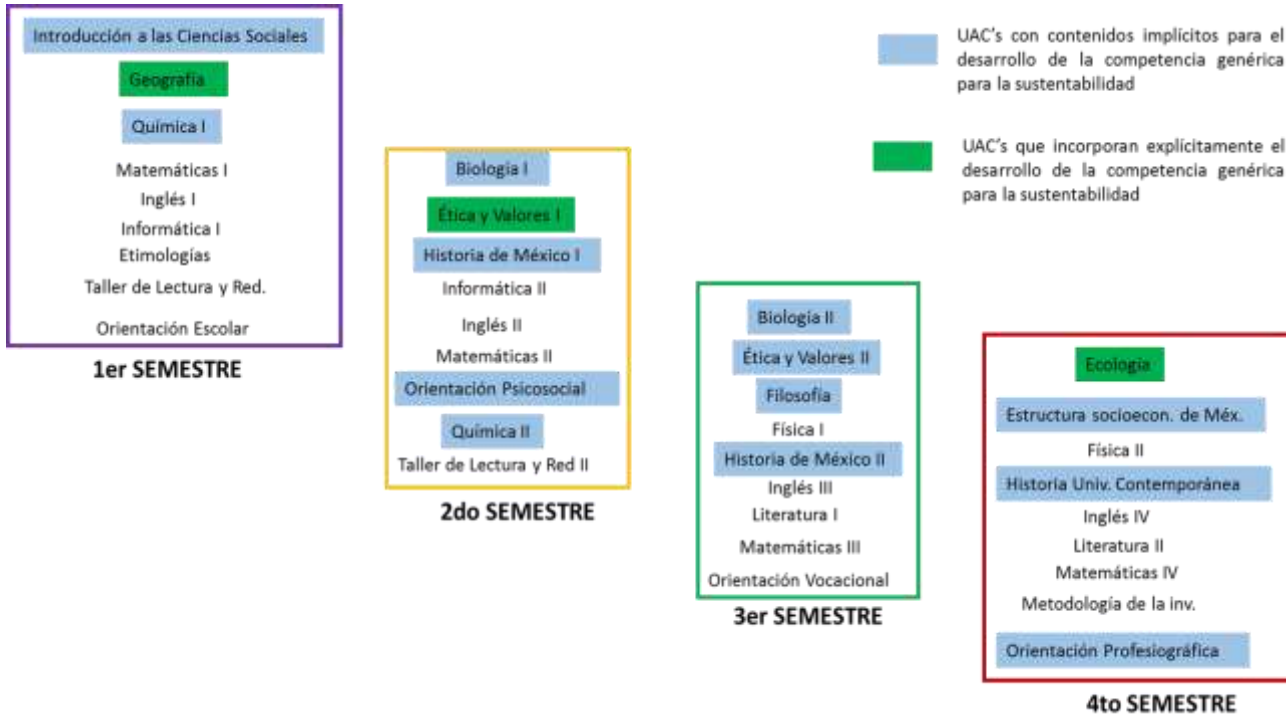 Introducción a las Ciencias Sociales
Geografía
Química I
Matemáticas I
Inglés I
Informática I
Etimologías
Taller de Lectura y Red.
Orientación Escolar
1er SEMESTRE
Biología I
Ética y Valores I
Historia de México I
Informática II
Inglés II
Matemáticas II
Orientación Psicosocial
Química II
Taller de Lectura y Red II
2do SEMESTRE
Biología II
Ética y Valores II
Filosofía
Física I
Historia de México II
Inglés III
Literatura I
Matemáticas III
Orientación Vocacional
3er SEMESTRE
Ecología
Estructura socioecon. de Méx.
Física II
Historia Univ. Contemporánea
Inglés IV
Literatura II
Matemáticas IV
Metodología de la inv.
Orientación Profesiográfica
4to SEMESTRE
UAC's con contenidos implícitos para el
desarrollo de la competencia genérica
para la sustentabilidad
UAC's que incorporan explícitamente el
desarrollo de la competencia genérica
para la sustentabilidad